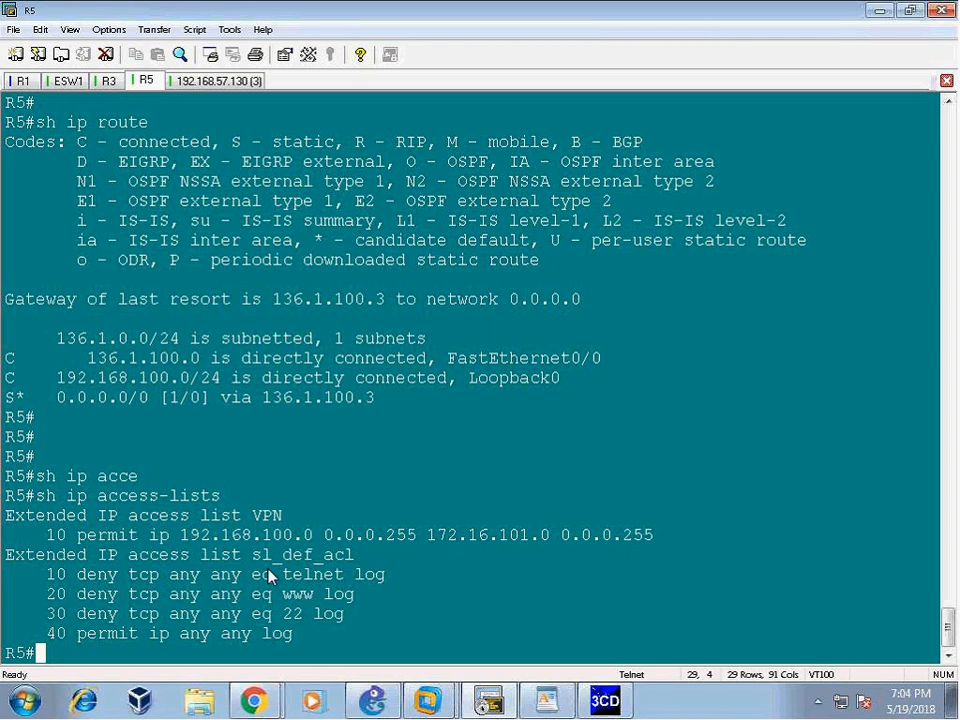 R5
File Edit View Options Transfer Script Tools Help
R1 ESW1 R3 R5 192.168.57.130 (3)
R5#
R5#sh ip route
Codes: C - connected, S - static, R - RIP, M - mobile, B - BGP
D - EIGRP, EX - EIGRP external, O - OSPF, IA - OSPF inter area
N1 - OSPF NSSA external type 1, N2 - OSPF NSSA external type 2
E1 - OSPF external type 1, E2 - OSPF external type 2
i - IS-IS, su - IS-IS summary, L1 - IS-IS level-1, L2 - IS-IS level-2
ia - IS-IS inter area, * - candidate default, U - per-user static route
o - ODR, P - periodic downloaded static route
Gateway of last resort is 136.1.100.3 to network 0.0.0.0
136.1.0.0/24 is subnetted, 1 subnets
C 136.1.100.0 is directly connected, FastEthernet0/0
C 192.168.100.0/24 is directly connected, Loopback0
S* 0.0.0.0/0 [1/0] via 136.1.100.3
R5#
R5#
R5#
R5#sh ip acce
R5#sh ip access-lists
Extended IP access list VPN
10 permit ip 192.168.100.0 0.0.0.255 172.16.101.0 0.0.0.255
Extended IP access list sl_def_acl
10 deny tcp any any eq telnet log
20 deny tcp any any eq www log
30 deny tcp any any eq 22 log
40 permit ip any any log
R5#
Ready Telnet 29, 4 29 Rows, 91 Cols VT100 NUM
3CD
7:04 PM
5/19/2018